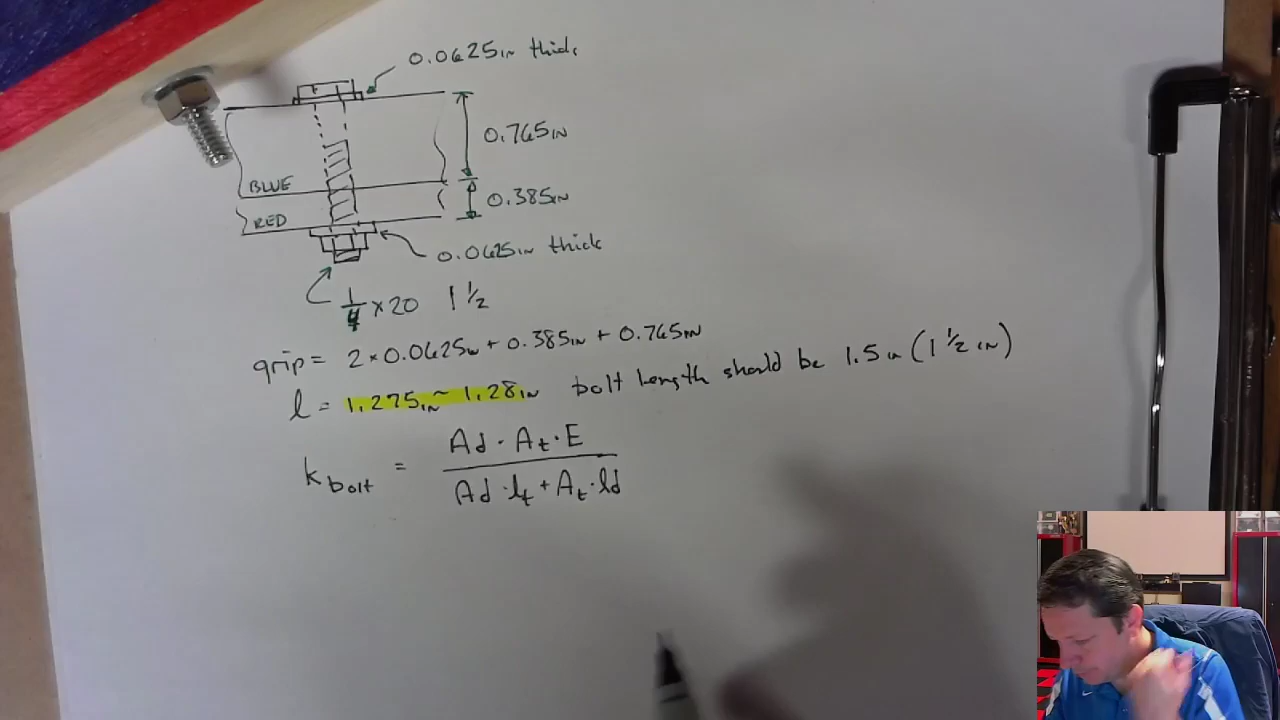 0.0625in thick
0.765in
BLUE
0.385in
RED
0.0625in thick
1/4 × 20 1 1/2
grip = 2 × 0.0625in + 0.385in + 0.765in
l = 1.275in ~ 1.28in bolt length should be 1.5in (1 1/2 in)
k bolt = Ad · At · E
Ad · lt + At · ld